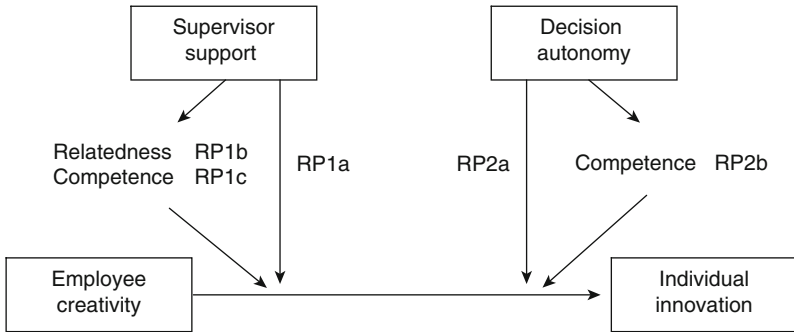 Supervisor
support
Decision
autonomy
Relatedness RP1b
Competence RP1c
RP1a
RP2a
Competence RP2b
Employee
creativity
Individual
innovation